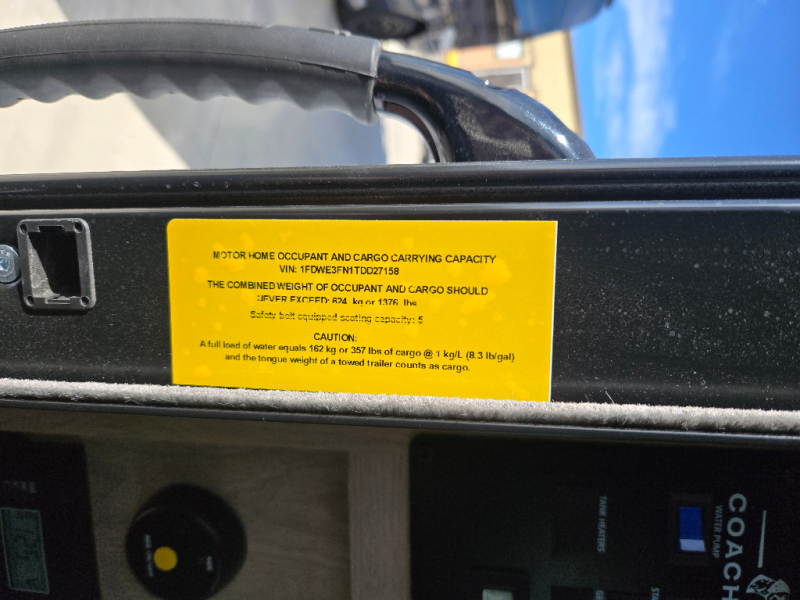 MOTOR HOME OCCUPANT AND CARGO CARRYING CAPACITY
VIN: 1FDWE3FN1TDD27158
THE COMBINED WEIGHT OF OCCUPANT AND CARGO SHOULD
NEVER EXCEED: 624 kg or 1376 lbs
Safety belt equipped seating capacity: 5
CAUTION:
A full load of water equals 162 kg or 357 lbs of cargo @ 1 kg/L (8.3 lb/gal)
and the tongue weight of a towed trailer counts as cargo.
TANK HEATERS
WATER PUMP
COACH